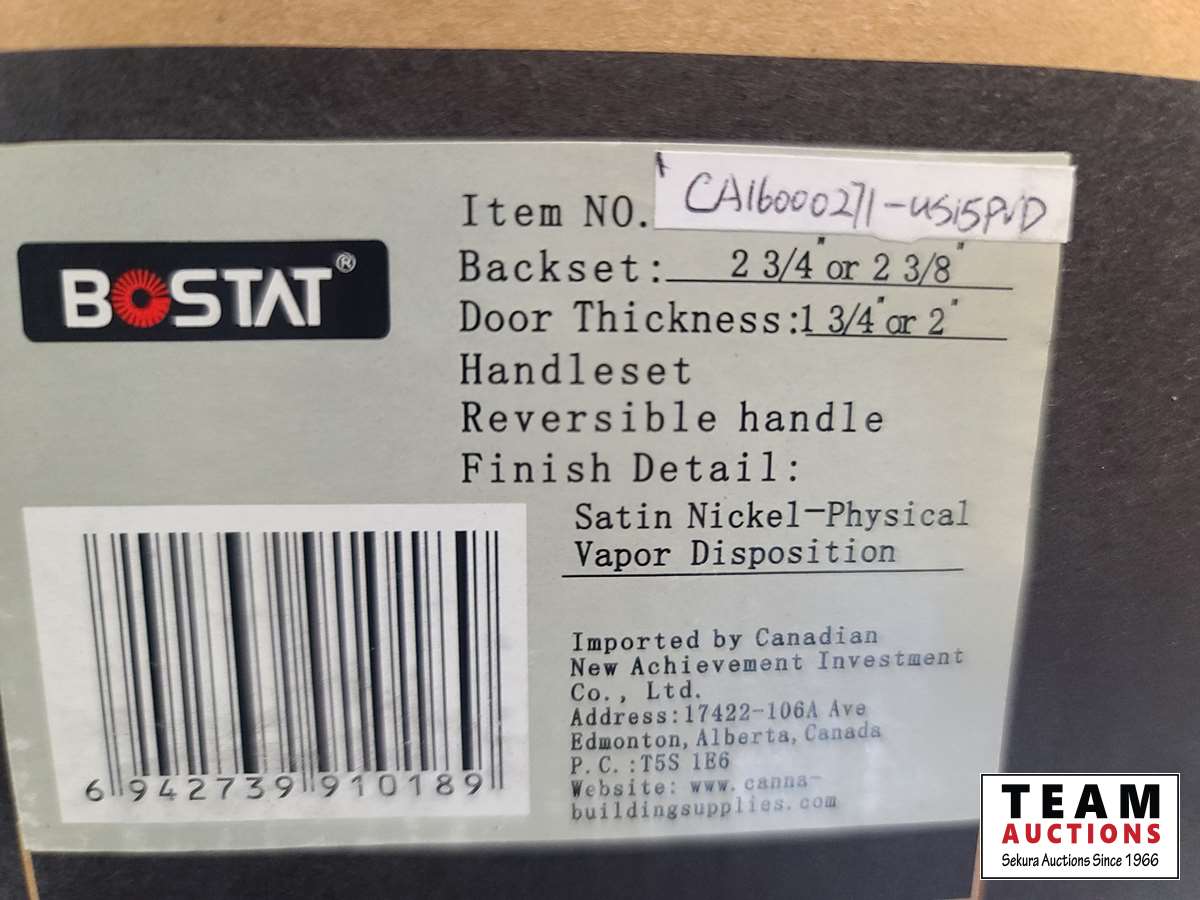 BOSTAT®
Item NO. CA16000271-US15PVD
Backset: 2 3/4" or 2 3/8"
Door Thickness:1 3/4" or 2"
Handleset
Reversible handle
Finish Detail:
Satin Nickel-Physical
Vapor Disposition
Imported by Canadian
New Achievement Investment
Co., Ltd.
Address:17422-106A Ave
Edmonton, Alberta, Canada
P.C.:T5S 1E6
Website: www.canna-
buildingsupplies.com
6 942739 910189
TEAM
AUCTIONS
Sekura Auctions Since 1966